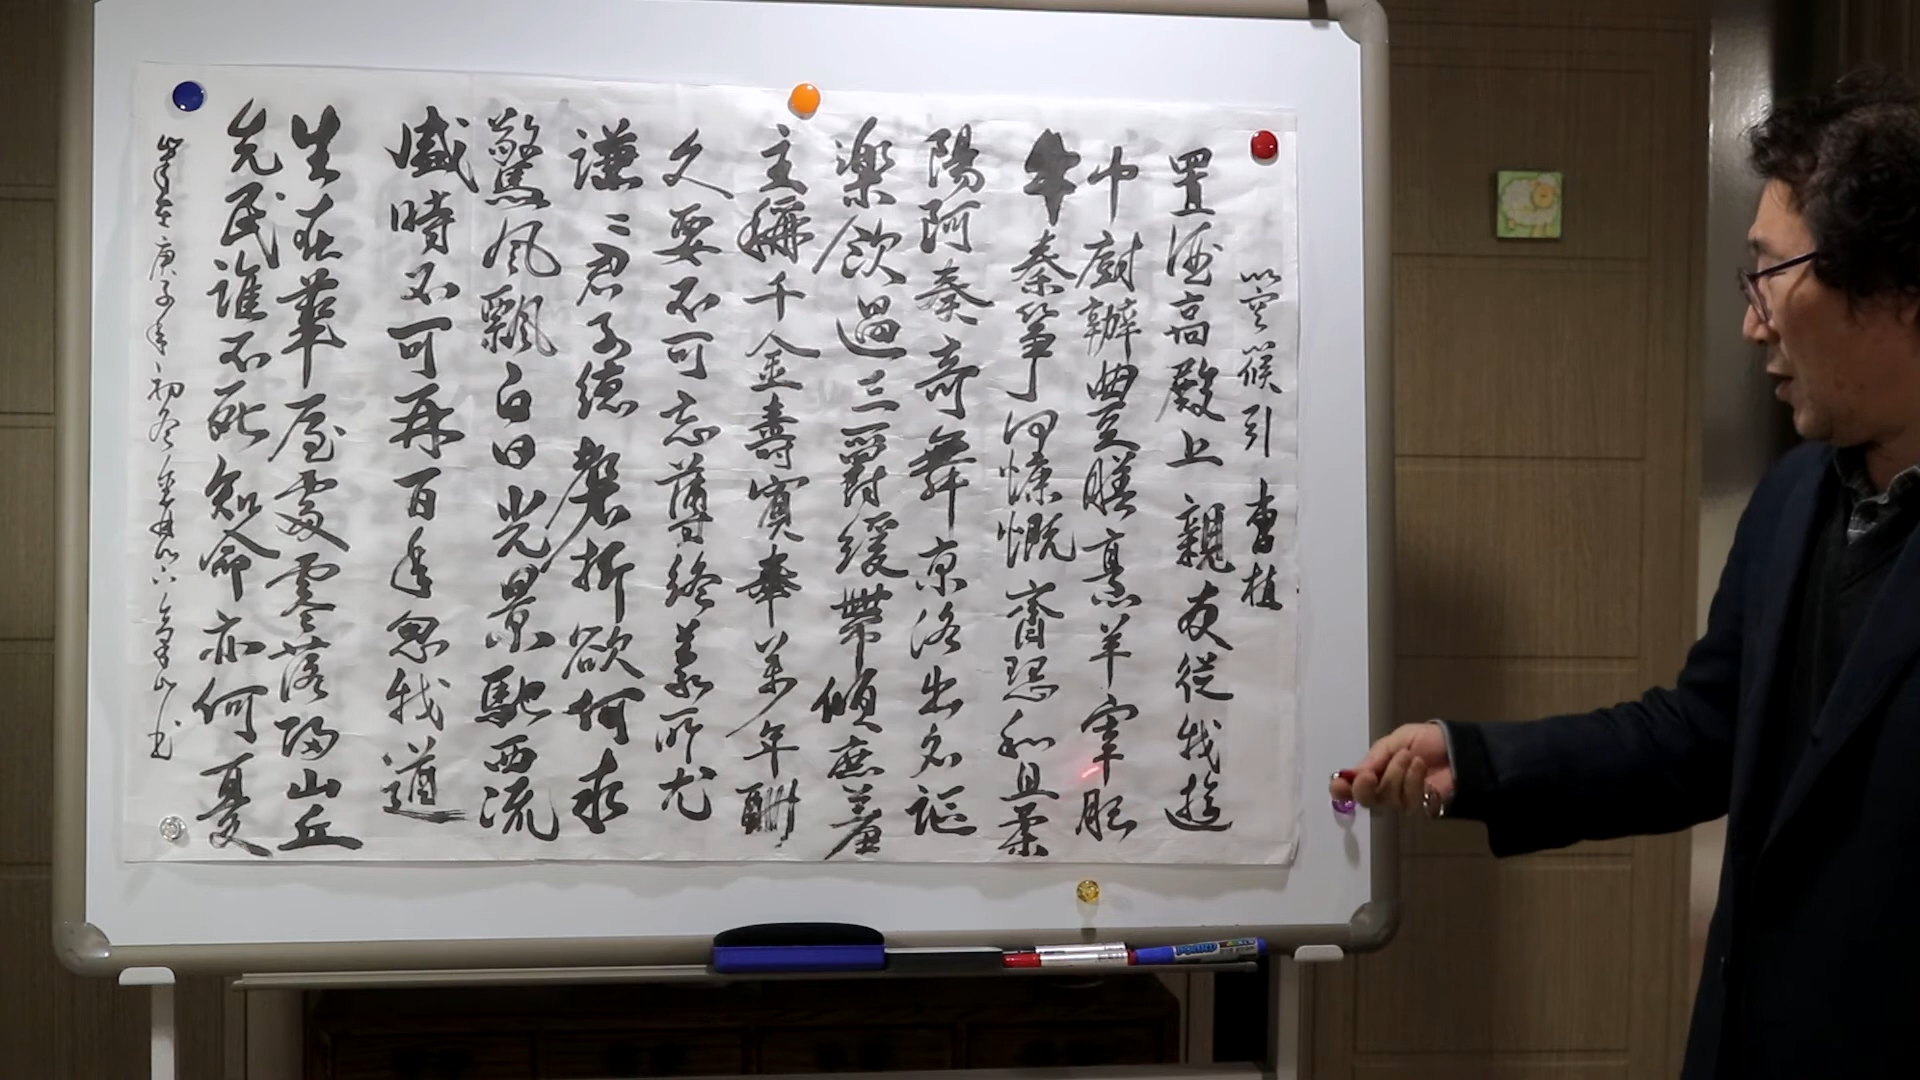 箜篌引 曹植
置酒高殿上親友從我遊
中廚辦豊膳烹羊宰肥
牛秦箏何慷慨齊瑟和且柔
陽阿奏奇舞京洛出名謳
樂飲過三爵緩帶傾庶羞
主稱千金壽賓奉萬年酬
久要不可忘薄終義所尤
謙〻君子德磬折欲何求
驚風飄白日光景馳西流
盛時不可再百年忽我遒
生在華屋處零落歸山丘
先民誰不死知命亦何憂
庚子年初冬